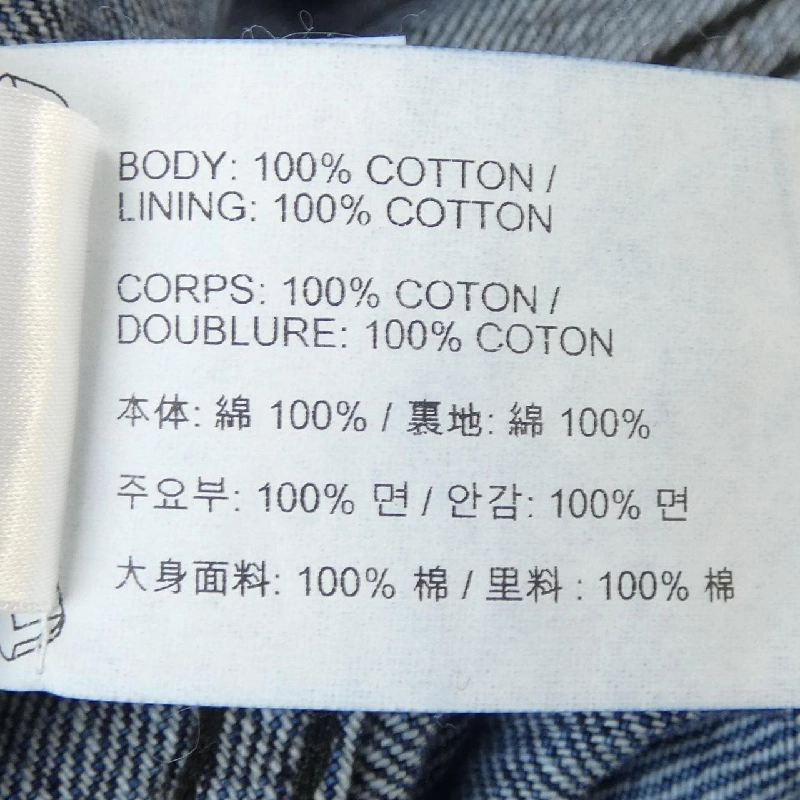 BODY: 100% COTTON /
LINING: 100% COTTON
CORPS: 100% COTON /
DOUBLURE: 100% COTON
本体: 綿 100% / 裏地: 綿 100%
주요부: 100% 면 / 안감: 100% 면
大身面料: 100% 棉 / 里料 : 100% 棉